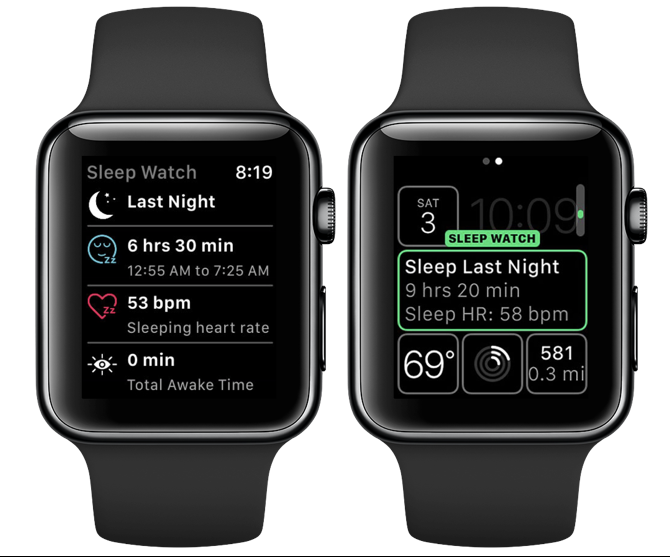 Sleep Watch 8:19
Last Night
6 hrs 30 min
12:55 AM to 7:25 AM
zz
53 bpm
zz
Sleeping heart rate
0 min
Total Awake Time
SAT
3
10:09
SLEEP WATCH
Sleep Last Night
9 hrs 20 min
Sleep HR: 58 bpm
69°
581
0.3 mi